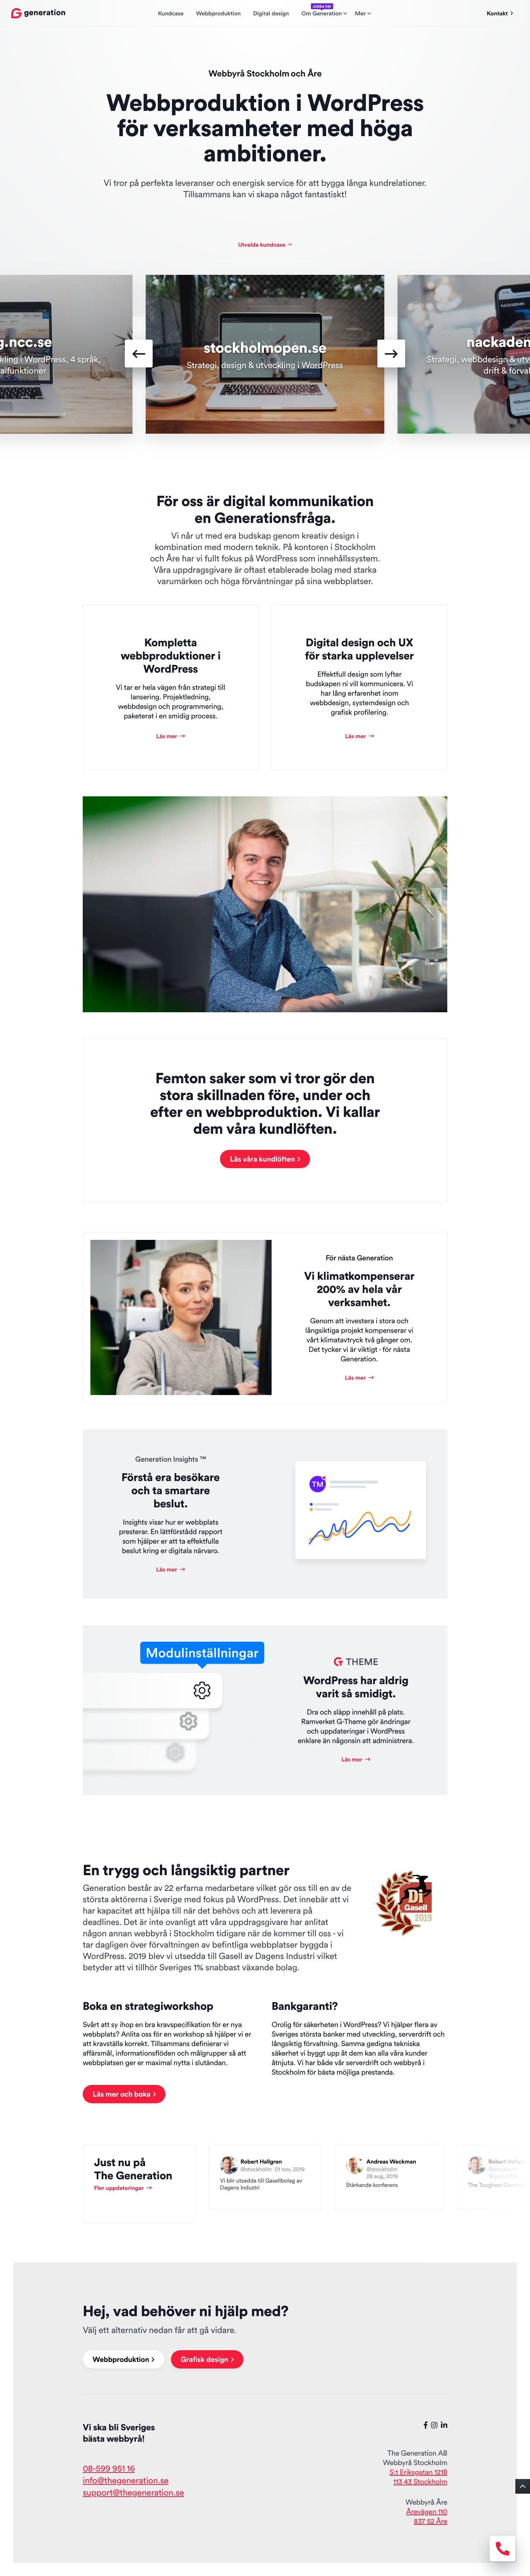 generation
Kundcase
Webbproduktion
Digital design
Jobba här
Om Generation
Mer
Kontakt
Webbyrå Stockholm och Åre
Webbproduktion i WordPress
för verksamheter med höga
ambitioner.
Vi tror på perfekta leveranser och energisk service för att bygga långa kundrelationer.
Tillsammans kan vi skapa något fantastiskt!
Utvalda kundcase
g.ncc.se
kling i WordPress, 4 språk,
alfunktioner
stockholmopen.se
Strategi, design & utveckling i WordPress
nackaden
Strategi, webbdesign & utv
drift & förval
För oss är digital kommunikation
en Generationsfråga.
Vi når ut med era budskap genom kreativ design i
kombination med modern teknik. På kontoren i Stockholm
och Åre har vi fullt fokus på WordPress som innehållssystem.
Våra uppdragsgivare är oftast etablerade bolag med starka
varumärken och höga förväntningar på sina webbplatser.
Kompletta
webbproduktioner i
WordPress
Vi tar er hela vägen från strategi till
lansering. Projektledning,
webbdesign och programmering,
paketerat i en smidig process.
Läs mer
Digital design och UX
för starka upplevelser
Effektfull design som lyfter
budskapen ni vill kommunicera. Vi
har lång erfarenhet inom
webbdesign, systemdesign och
grafisk profilering.
Läs mer
Femton saker som vi tror gör den
stora skillnaden före, under och
efter en webbproduktion. Vi kallar
dem våra kundlöften.
Läs våra kundlöften
För nästa Generation
Vi klimatkompenserar
200% av hela vår
verksamhet.
Genom att investera i stora och
långsiktiga projekt kompenserar vi
vårt klimatavtryck två gånger om.
Det tycker vi är viktigt - för nästa
Generation.
Läs mer
Generation Insights ™
Förstå era besökare
och ta smartare
beslut.
Insights visar hur er webbplats
presterar. En lättförstådd rapport
som hjälper er att ta effektfulla
beslut kring er digitala närvaro.
Läs mer
TM
Modulinställningar
THEME
WordPress har aldrig
varit så smidigt.
Dra och släpp innehåll på plats.
Ramverket G-Theme gör ändringar
och uppdateringar i WordPress
enklare än någonsin att administrera.
Läs mer
En trygg och långsiktig partner
Generation består av 22 erfarna medarbetare vilket gör oss till en av de
största aktörerna i Sverige med fokus på WordPress. Det innebär att vi
har kapacitet att hjälpa till när det behövs och att leverera på
deadlines. Det är inte ovanligt att våra uppdragsgivare har anlitat
någon annan webbyrå i Stockholm tidigare när de kommer till oss - vi
tar dagligen över förvaltningen av befintliga webbplatser byggda i
WordPress. 2019 blev vi utsedda till Gasell av Dagens Industri vilket
betyder att vi tillhör Sveriges 1% snabbast växande bolag.
Di
Gasell
2019
Boka en strategiworkshop
Svårt att sy ihop en bra kravspecifikation för er nya
webbplats? Anlita oss för en workshop så hjälper vi er
att kravställa korrekt. Tillsammans definierar vi
affärsmål, informationsflöden och målgrupper så att
webbplatsen ger er maximal nytta i slutändan.
Läs mer och boka
Bankgaranti?
Orolig för säkerheten i WordPress? Vi hjälper flera av
Sveriges största banker med utveckling, serverdrift och
långsiktig förvaltning. Samma gedigna tekniska
säkerhet vi byggt upp åt dem kan alla våra kunder
åtnjuta. Vi har både vår serverdrift och webbyrå i
Stockholm för bästa möjliga prestanda.
Just nu på
The Generation
Fler uppdateringar
Robert Hallgren
@stockholm 01 nov, 2019
Vi blir utsedda till Gasellbolag av
Dagens Industri
Andreas Weckman
@stockholm
28 aug, 2019
Stärkande konferens
Robert Hallgr
The Toughest Genera
Hej, vad behöver ni hjälp med?
Välj ett alternativ nedan får att gå vidare.
Webbproduktion
Grafisk design
Vi ska bli Sveriges
bästa webbyrå!
08-599 951 16
info@thegeneration.se
support@thegeneration.se
The Generation AB
Webbyrå Stockholm
S:t Eriksgatan 121B
113 43 Stockholm
Webbyrå Åre
Årevägen 110
837 52 Åre